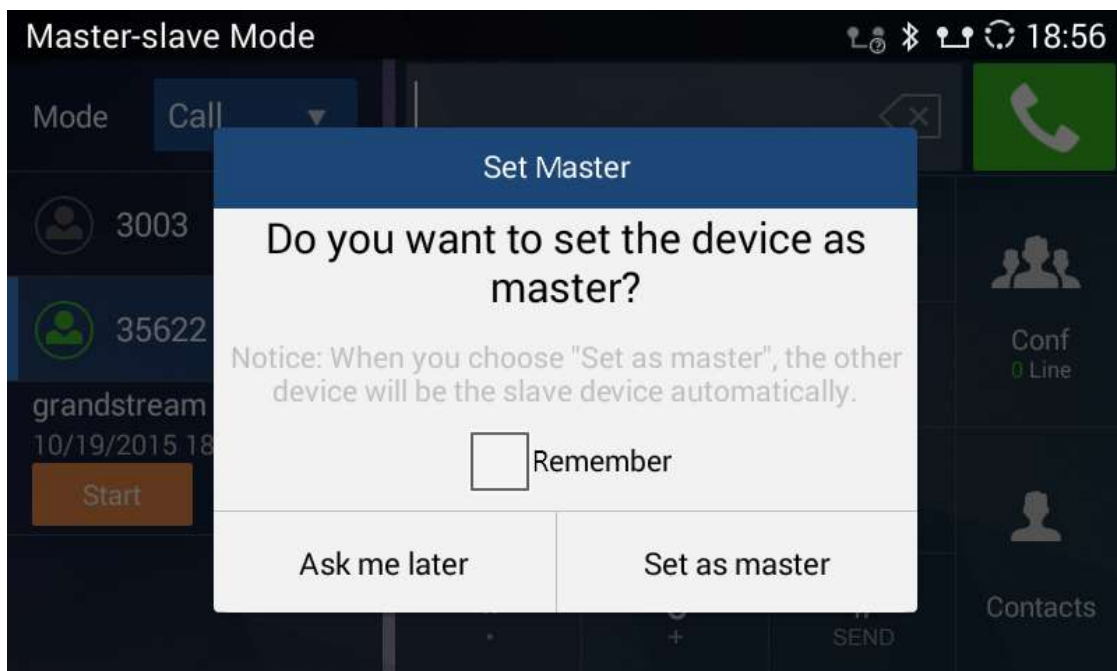 Master-slave Mode
18:56
Mode
Call
Set Master
Do you want to set the device as
master?
Notice: When you choose "Set as master", the other
device will be the slave device automatically.
Remember
Ask me later
Set as master
3003
35622
grandstream
10/19/2015 18
Start
Conf
0 Line
Contacts
+
SEND